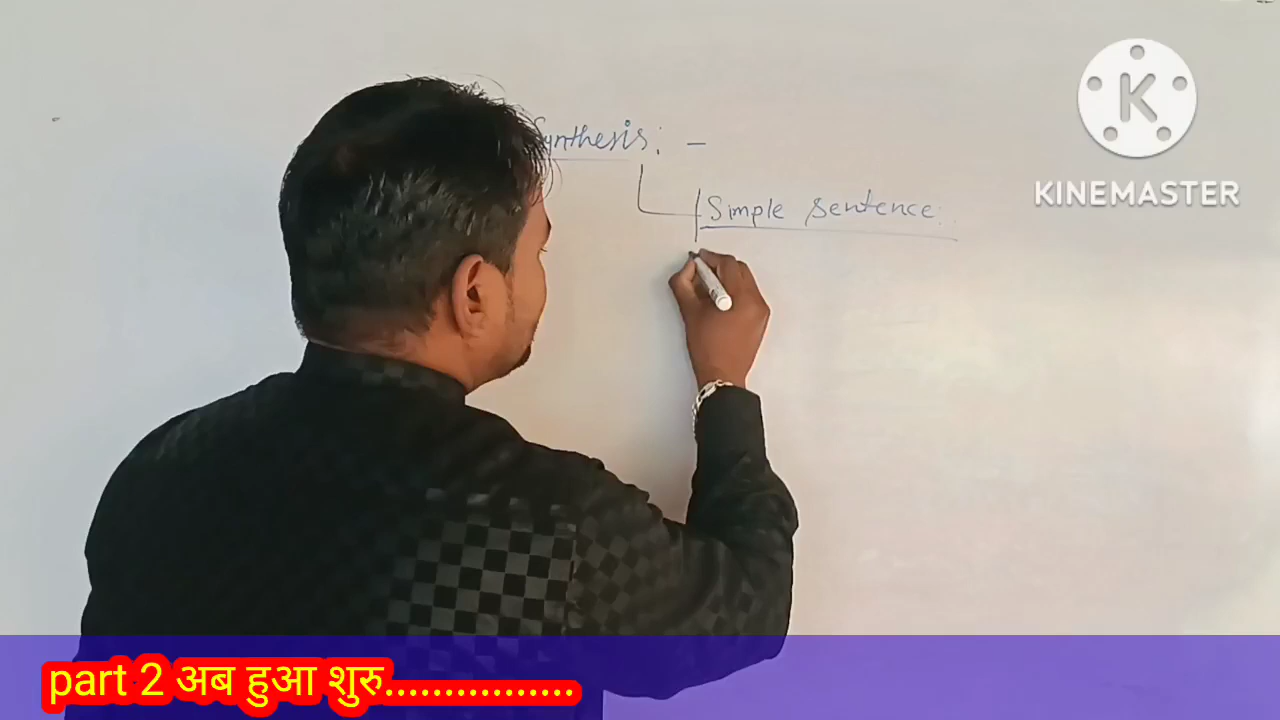 Synthesis: -
Simple sentence:
K
KINEMASTER
part 2 अब हुआ शुरु................